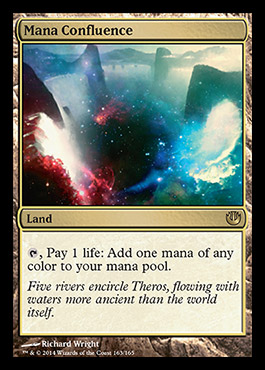 Mana Confluence
Land
, Pay 1 life: Add one mana of any
color to your mana pool.
Five rivers encircle Theros, flowing with
waters more ancient than the world
itself.
Richard Wright
™ & © 2014 Wizards of the Coast 163/165